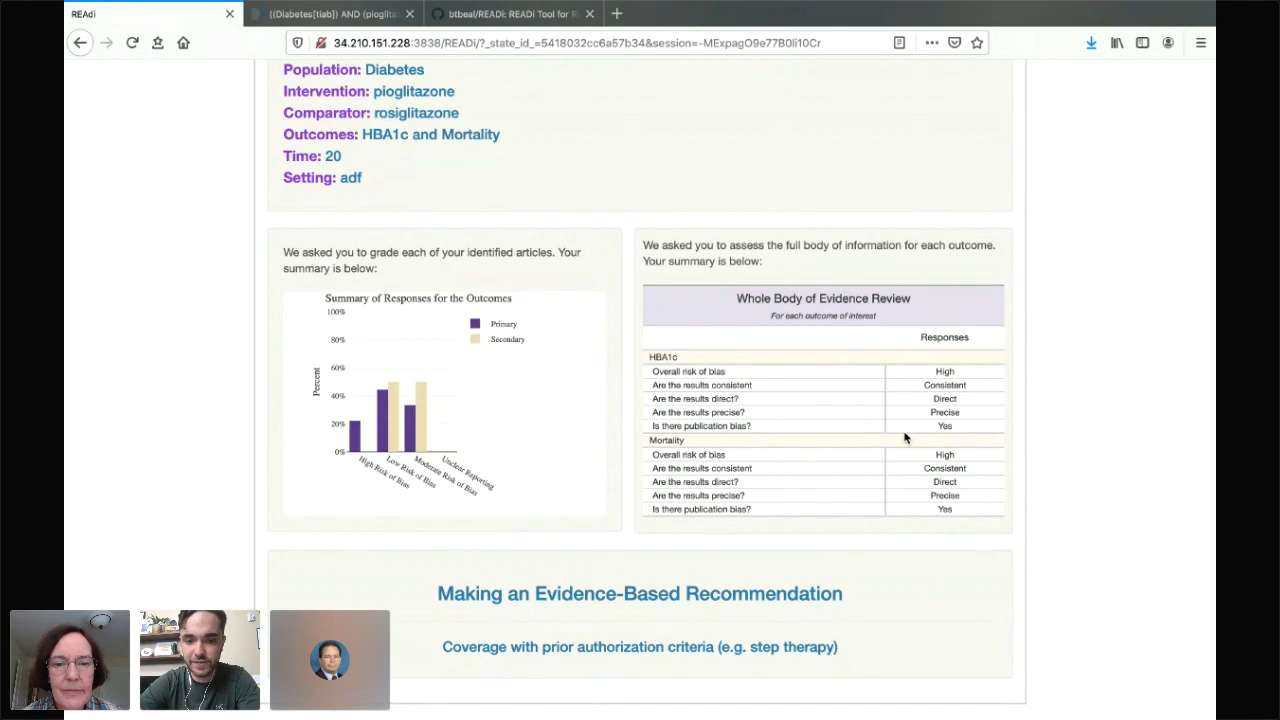 REAdi
((Diabetes[tiab]) AND (pioglita
btbeal/READi: READi Tool for R
34.210.151.228:3838/READi/?_state_id_=5418032cc6a57b34&session=-MExpagO9e77B0li10Cr
Population: Diabetes
Intervention: pioglitazone
Comparator: rosiglitazone
Outcomes: HBA1c and Mortality
Time: 20
Setting: adf
We asked you to grade each of your identified articles. Your
summary is below:
Summary of Responses for the Outcomes
100%
80%
60%
40%
20%
0%
Percent
Primary
Secondary
High Risk of Bias
Low Risk of Bias
Moderate Risk of Bias
Unclear Reporting
We asked you to assess the full body of information for each outcome.
Your summary is below:
Whole Body of Evidence Review
For each outcome of interest
Responses
HBA1c
Overall risk of bias High
Are the results consistent Consistent
Are the results direct? Direct
Are the results precise? Precise
Is there publication bias? Yes
Mortality
Overall risk of bias High
Are the results consistent Consistent
Are the results direct? Direct
Are the results precise? Precise
Is there publication bias? Yes
Making an Evidence-Based Recommendation
Coverage with prior authorization criteria (e.g. step therapy)